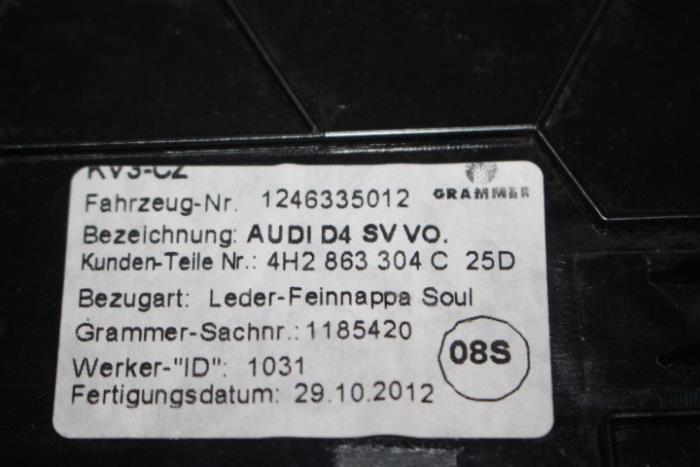 KV3-CZ
Fahrzeug-Nr. 1246335012
GRAMMER
Bezeichnung: AUDI D4 SV VO.
Kunden-Teile Nr.: 4H2 863 304 C 25D
Bezugart: Leder-Feinnappa Soul
Grammer-Sachnr.: 1185420
08S
Werker-"ID": 1031
Fertigungsdatum: 29.10.2012